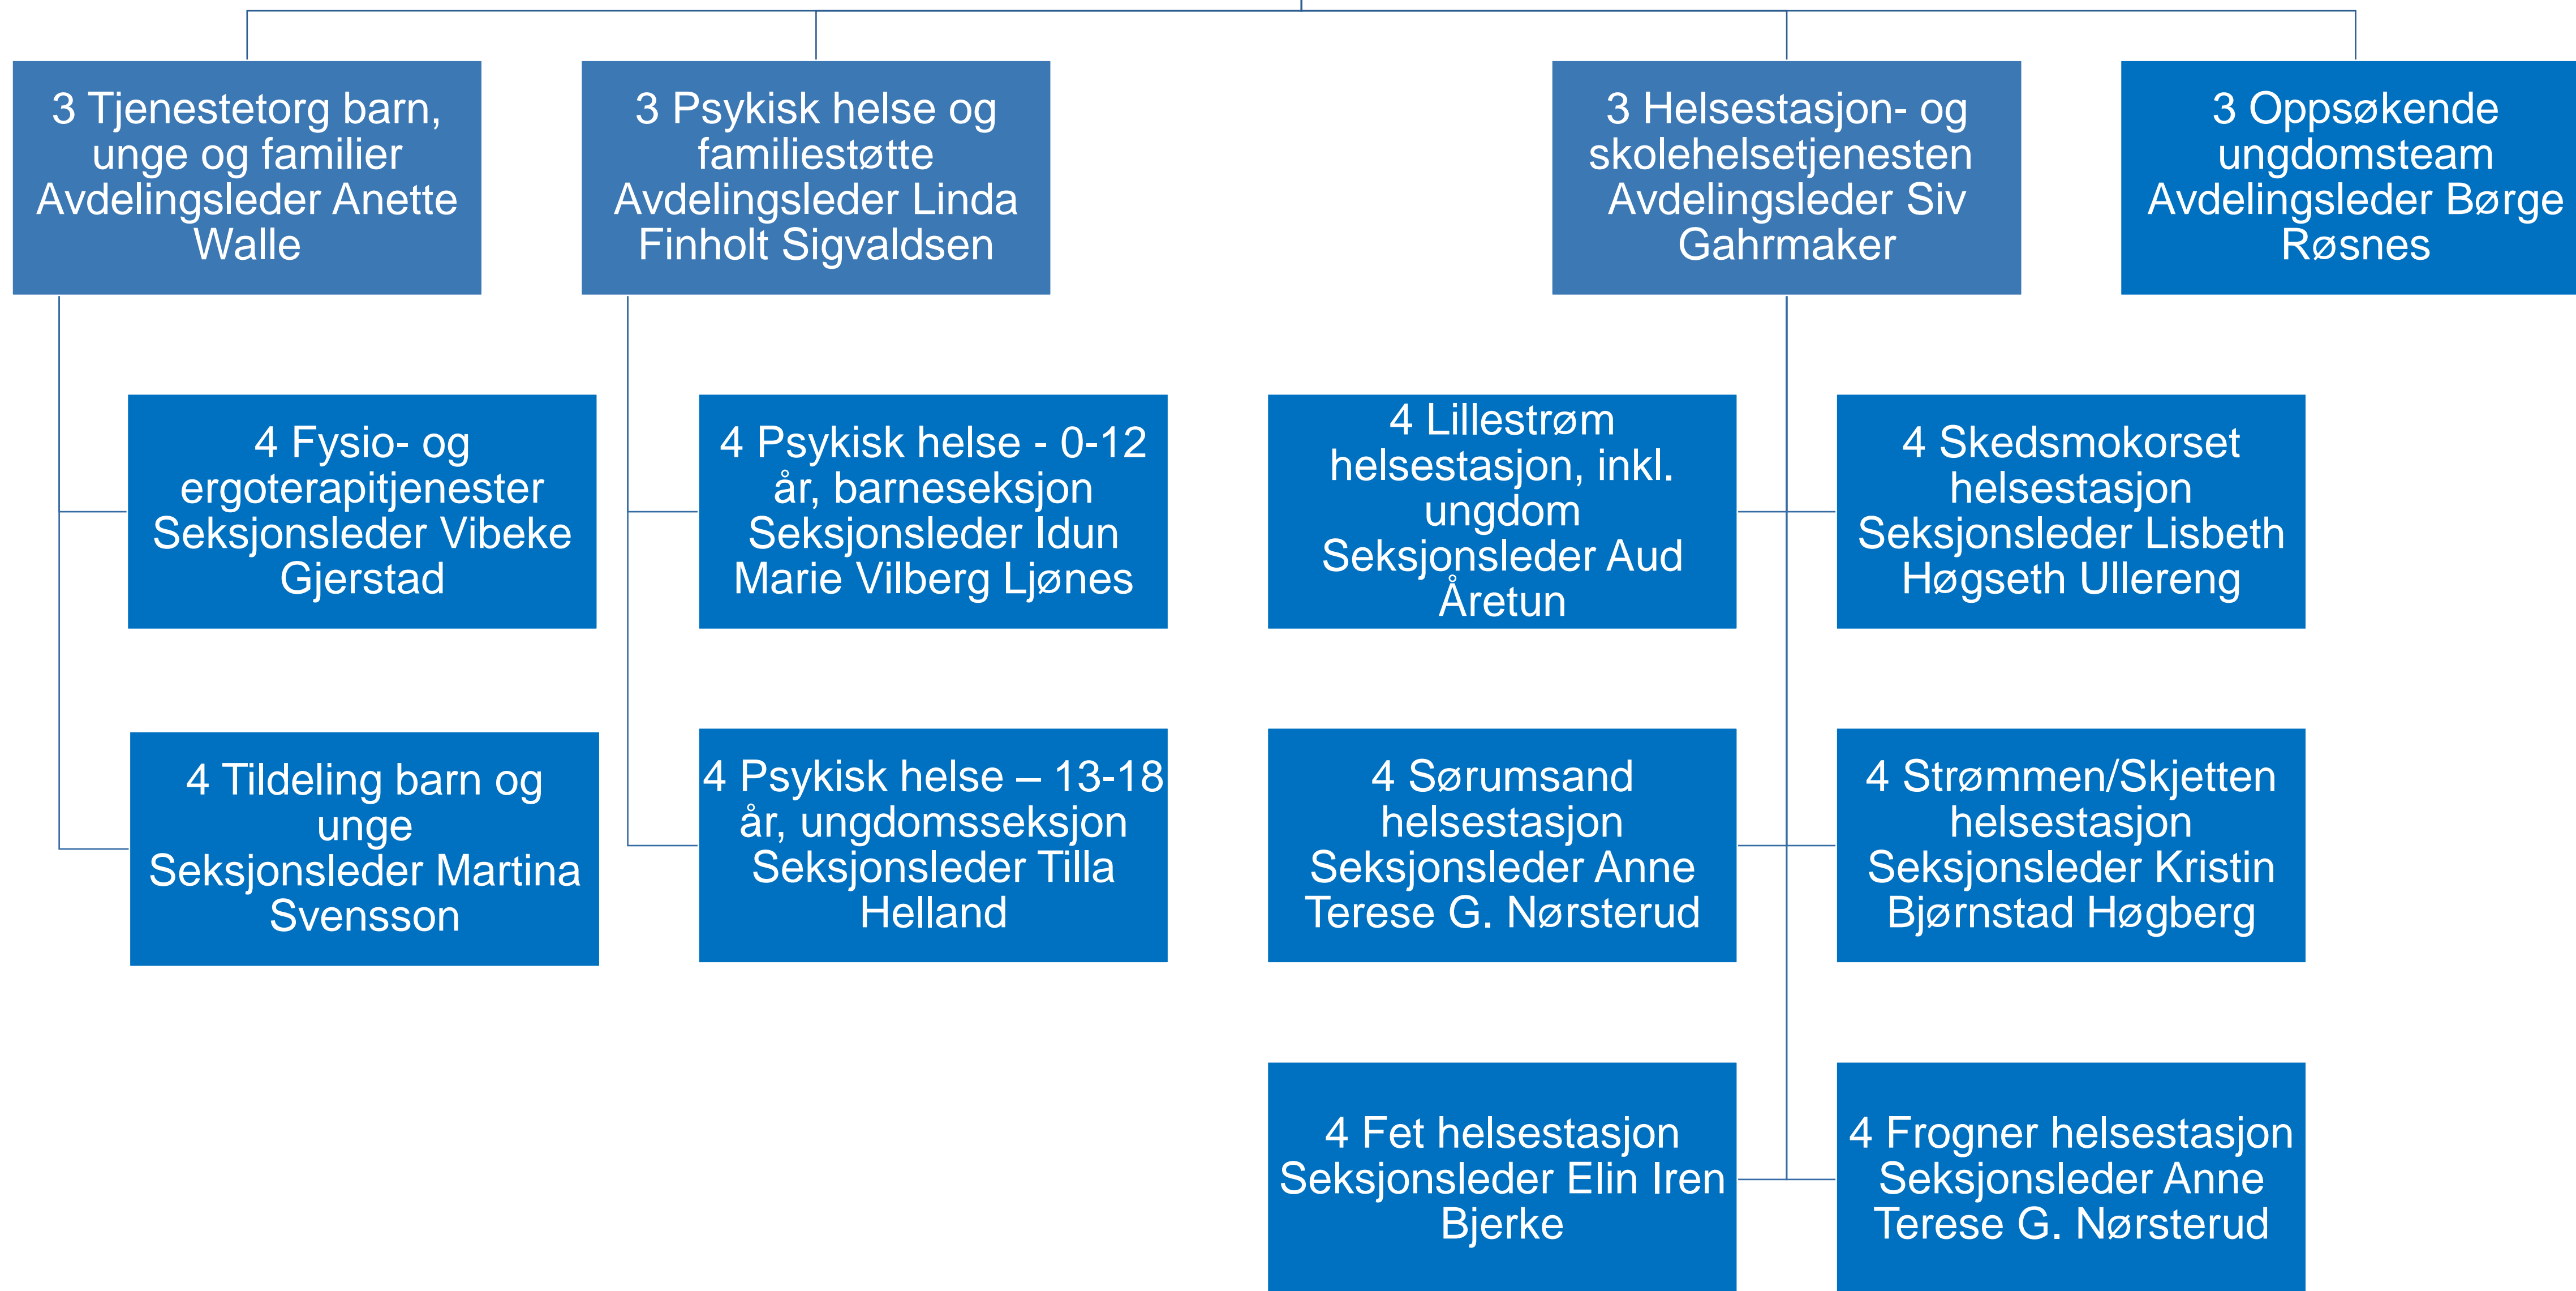 3 Tjenestetorg barn,
unge og familier
Avdelingsleder Anette
Walle
3 Psykisk helse og
familiestøtte
Avdelingsleder Linda
Finholt Sigvaldsen
3 Helsestasjon- og
skolehelsetjenesten
Avdelingsleder Siv
Gahrmaker
3 Oppsøkende
ungdomsteam
Avdelingsleder Børge
Røsnes
4 Fysio- og
ergoterapitjenester
Seksjonsleder Vibeke
Gjerstad
4 Psykisk helse - 0-12
år, barneseksjon
Seksjonsleder Idun
Marie Vilberg Ljønes
4 Lillestrøm
helsestasjon, inkl.
ungdom
Seksjonsleder Aud
Åretun
4 Skedsmokorset
helsestasjon
Seksjonsleder Lisbeth
Høgseth Ullereng
4 Tildeling barn og
unge
Seksjonsleder Martina
Svensson
4 Psykisk helse – 13-18
år, ungdomsseksjon
Seksjonsleder Tilla
Helland
4 Sørumsand
helsestasjon
Seksjonsleder Anne
Terese G. Nørsterud
4 Strømmen/Skjetten
helsestasjon
Seksjonsleder Kristin
Bjørnstad Høgberg
4 Fet helsestasjon
Seksjonsleder Elin Iren
Bjerke
4 Frogner helsestasjon
Seksjonsleder Anne
Terese G. Nørsterud